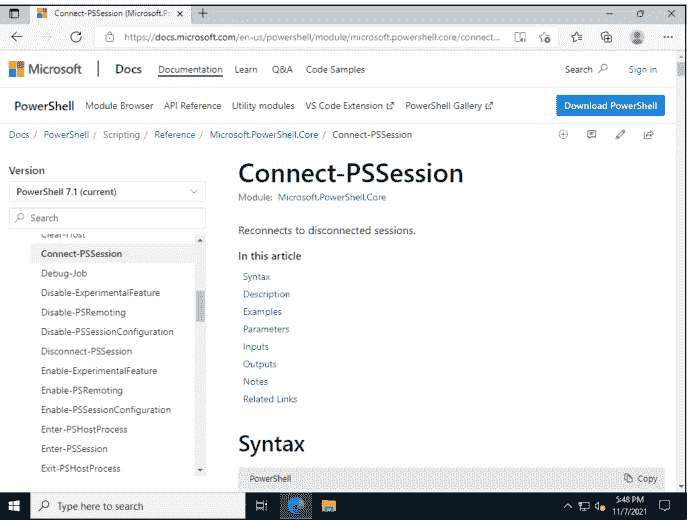 Connect-PSSession (Microsoft.P
https://docs.microsoft.com/en-us/powershell/module/microsoft.powershell.core/connect...
Microsoft Docs Documentation Learn Q&A Code Samples Search Sign in
PowerShell Module Browser API Reference Utility modules VS Code Extension PowerShell Gallery Download PowerShell
Docs / PowerShell / Scripting / Reference / Microsoft.PowerShell.Core / Connect-PSSession
Version
PowerShell 7.1 (current)
Search
Clear-Host
Connect-PSSession
Debug-Job
Disable-ExperimentalFeature
Disable-PSRemoting
Disable-PSSessionConfiguration
Disconnect-PSSession
Enable-ExperimentalFeature
Enable-PSRemoting
Enable-PSSessionConfiguration
Enter-PSHostProcess
Enter-PSSession
Exit-PSHostProcess
Connect-PSSession
Module: Microsoft.PowerShell.Core
Reconnects to disconnected sessions.
In this article
Syntax
Description
Examples
Parameters
Inputs
Outputs
Notes
Related Links
Syntax
PowerShell Copy
Type here to search
5:48 PM
11/7/2021